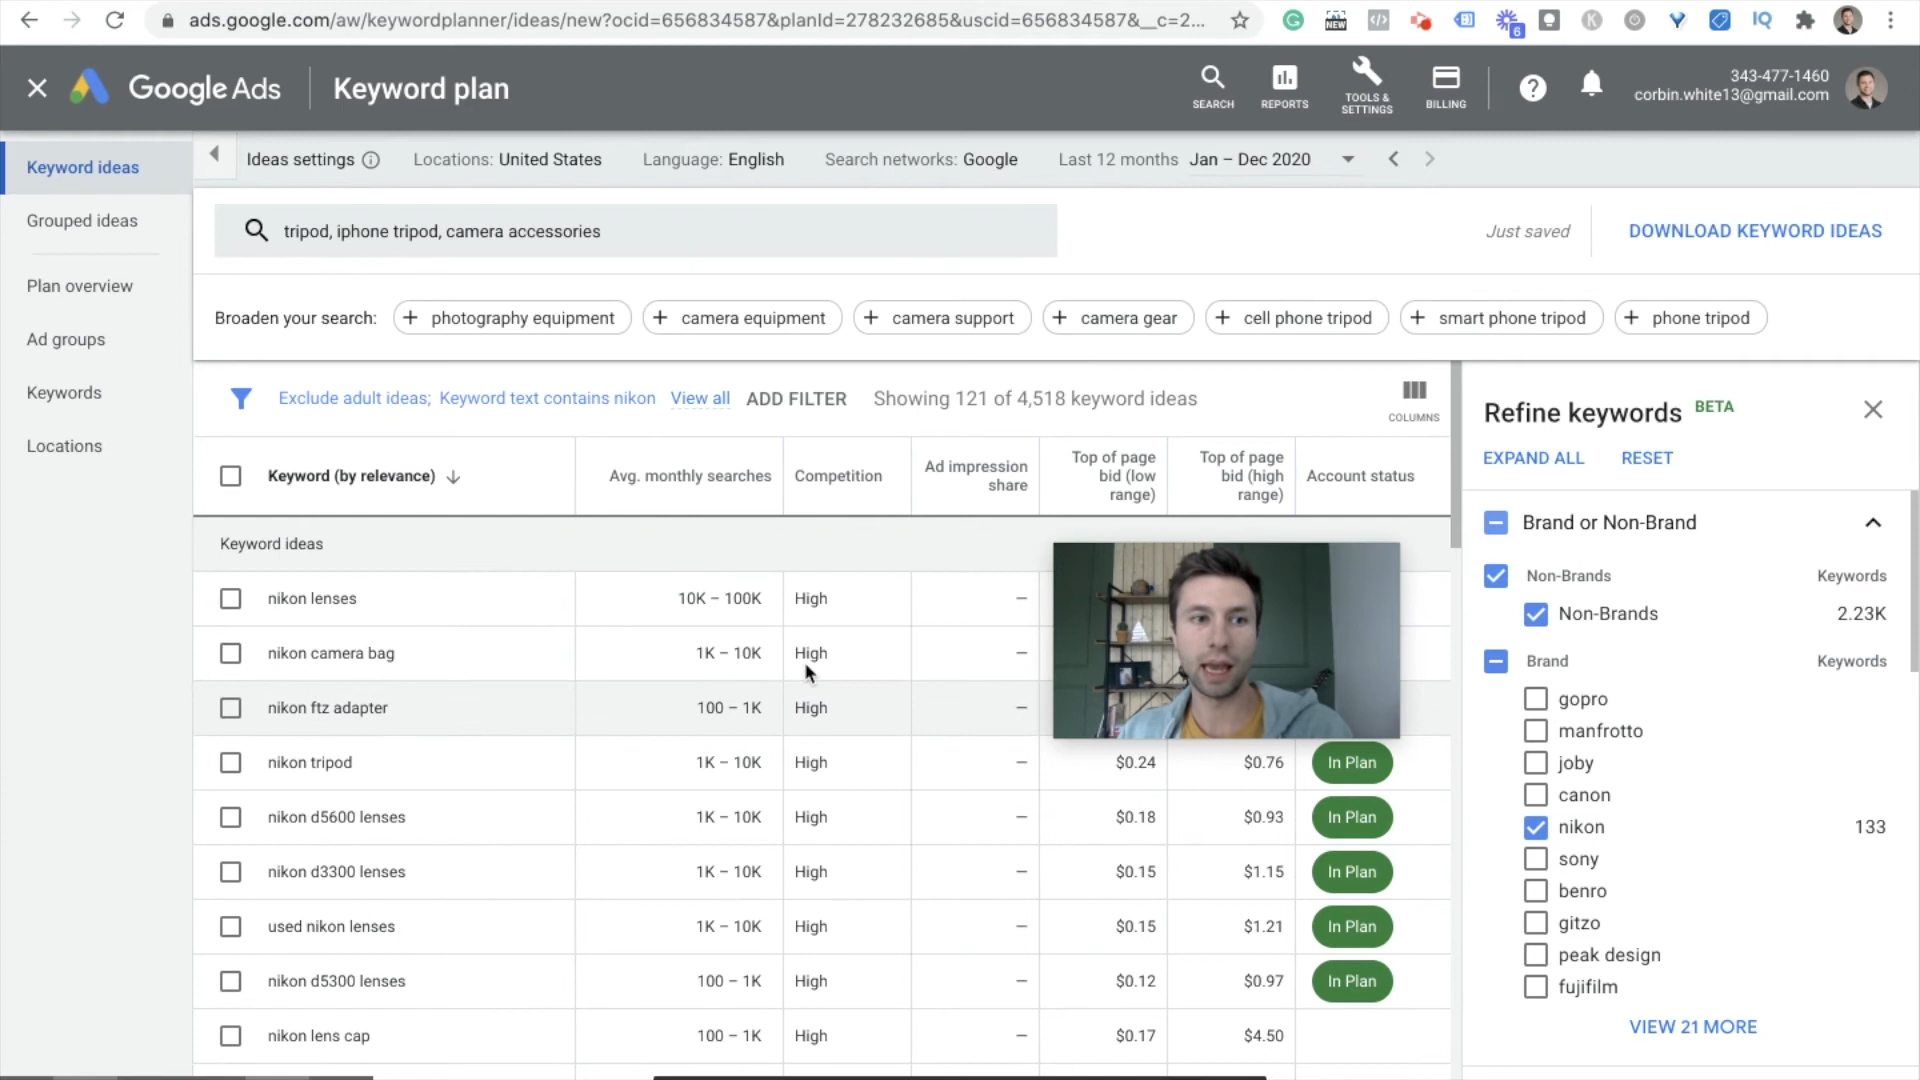 ads.google.com/aw/keywordplanner/ideas/new?ocid=656834587&planId=278232685&uscid=656834587&__c=2...
NEW
6
K
IQ
Google Ads
Keyword plan
SEARCH
REPORTS
TOOLS & SETTINGS
BILLING
343-477-1460
corbin.white13@gmail.com
Keyword ideas
Grouped ideas
Plan overview
Ad groups
Keywords
Locations
Ideas settings Locations: United States Language: English Search networks: Google Last 12 months Jan – Dec 2020
tripod, iphone tripod, camera accessories
Just saved
DOWNLOAD KEYWORD IDEAS
Broaden your search: + photography equipment + camera equipment + camera support + camera gear + cell phone tripod + smart phone tripod + phone tripod
Exclude adult ideas; Keyword text contains nikon View all ADD FILTER Showing 121 of 4,518 keyword ideas
COLUMNS
Keyword (by relevance) Avg. monthly searches Competition Ad impression share Top of page bid (low range) Top of page bid (high range) Account status
Keyword ideas
nikon lenses 10K – 100K High –
nikon camera bag 1K – 10K High –
nikon ftz adapter 100 – 1K High –
nikon tripod 1K – 10K High – $0.24 $0.76 In Plan
nikon d5600 lenses 1K – 10K High – $0.18 $0.93 In Plan
nikon d3300 lenses 1K – 10K High – $0.15 $1.15 In Plan
used nikon lenses 1K – 10K High – $0.15 $1.21 In Plan
nikon d5300 lenses 100 – 1K High – $0.12 $0.97 In Plan
nikon lens cap 100 – 1K High – $0.17 $4.50
Refine keywords BETA
EXPAND ALL RESET
Brand or Non-Brand
Non-Brands Keywords
Non-Brands 2.23K
Brand Keywords
gopro
manfrotto
joby
canon
nikon 133
sony
benro
gitzo
peak design
fujifilm
VIEW 21 MORE